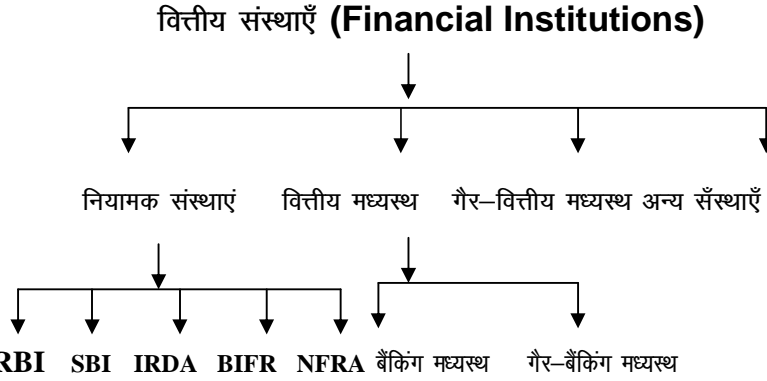 वित्तीय संस्थाएँ (Financial Institutions)
नियामक संस्थाएं वित्तीय मध्यस्थ गैर–वित्तीय मध्यस्थ अन्य सँस्थाएँ
RBI SBI IRDA BIFR NFRA बैंकिंग मध्यस्थ गैर–बैंकिंग मध्यस्थ